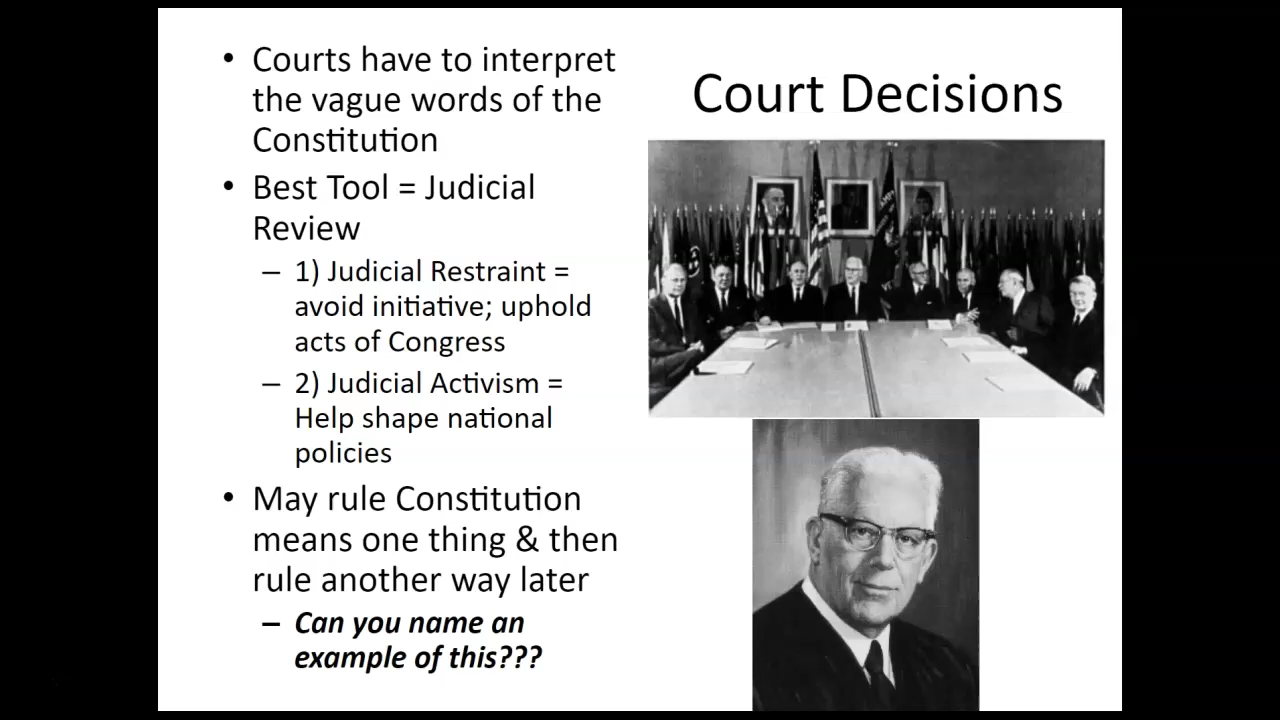 • Courts have to interpret
the vague words of the
Constitution
• Best Tool = Judicial
Review
– 1) Judicial Restraint =
avoid initiative; uphold
acts of Congress
– 2) Judicial Activism =
Help shape national
policies
• May rule Constitution
means one thing & then
rule another way later
– Can you name an
example of this???
Court Decisions